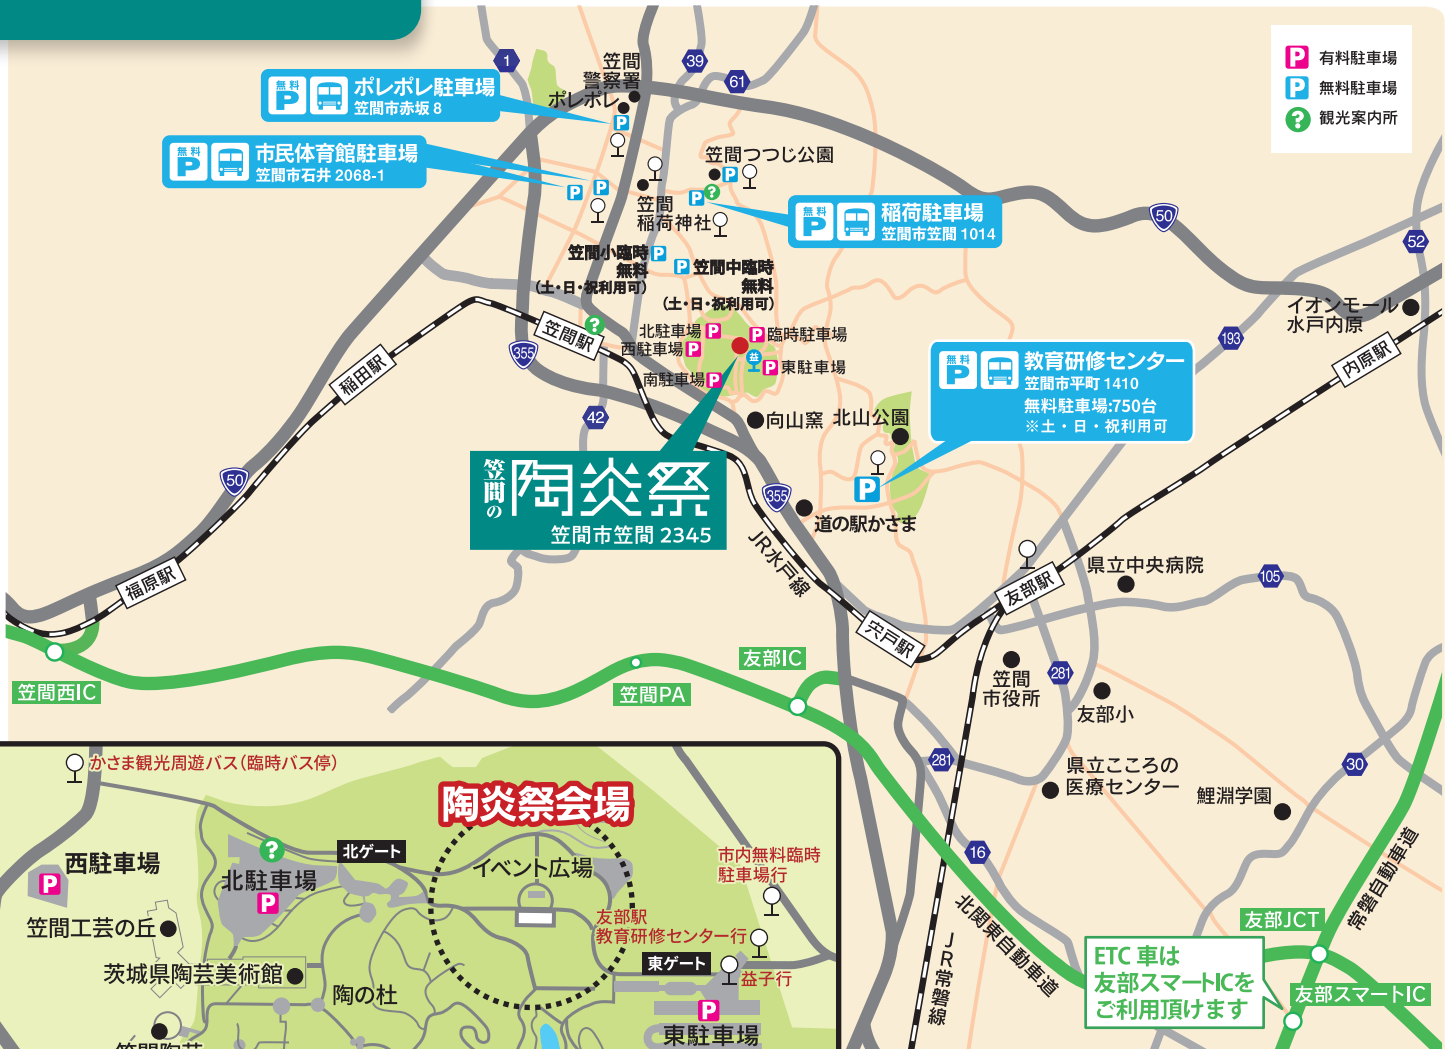 1
39
61
50
52
193
355
42
50
355
105
281
281
30
16
P 有料駐車場
P 無料駐車場
? 観光案内所
無料
P
ポレポレ駐車場
笠間市赤坂 8
無料
P
市民体育館駐車場
笠間市石井 2068-1
笠間
警察署
ポレポレ
P
P
P
笠間つつじ公園
P
P
?
笠間
稲荷神社
無料
P
稲荷駐車場
笠間市笠間 1014
笠間小臨時
無料
(土・日・祝利用可)
P
P
笠間中臨時
無料
(土・日・祝利用可)
イオンモール
水戸内原
内原駅
笠間駅
?
稲田駅
福原駅
北駐車場 P
西駐車場 P
南駐車場 P
P 臨時駐車場
益
P 東駐車場
無料
P
教育研修センター
笠間市平町 1410
無料駐車場:750台
※土・日・祝利用可
向山窯
北山公園
P
道の駅かさま
笠間の
陶炎祭
笠間市笠間 2345
JR水戸線
宍戸駅
友部駅
県立中央病院
笠間
市役所
友部小
県立こころの
医療センター
鯉淵学園
笠間西IC
笠間PA
友部IC
北関東自動車道
JR常磐線
常磐自動車道
友部JCT
友部スマートIC
ETC 車は
友部スマートICを
ご利用頂けます
かさま観光周遊バス(臨時バス停)
陶炎祭会場
西駐車場
P
?
北駐車場
P
北ゲート
イベント広場
市内無料臨時
駐車場行
友部駅
教育研修センター行
東ゲート
益子行
笠間工芸の丘
茨城県陶芸美術館
陶の杜
P
東駐車場